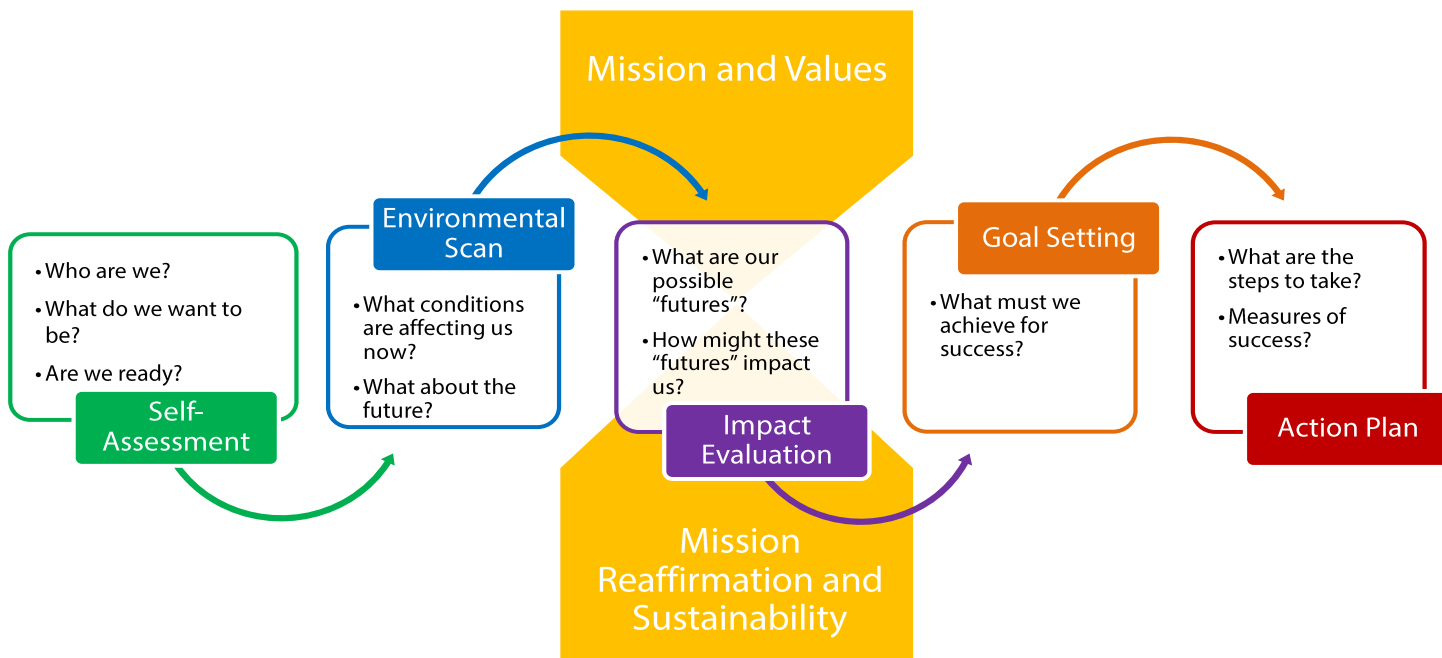 Mission and Values
• Who are we?
• What do we want to
be?
• Are we ready?
Self-
Assessment
Environmental
Scan
• What conditions
are affecting us
now?
• What about the
future?
• What are our
possible
“futures”?
• How might these
“futures” impact
us?
Impact
Evaluation
Goal Setting
• What must we
achieve for
success?
• What are the
steps to take?
• Measures of
success?
Action Plan
Mission
Reaffirmation and
Sustainability